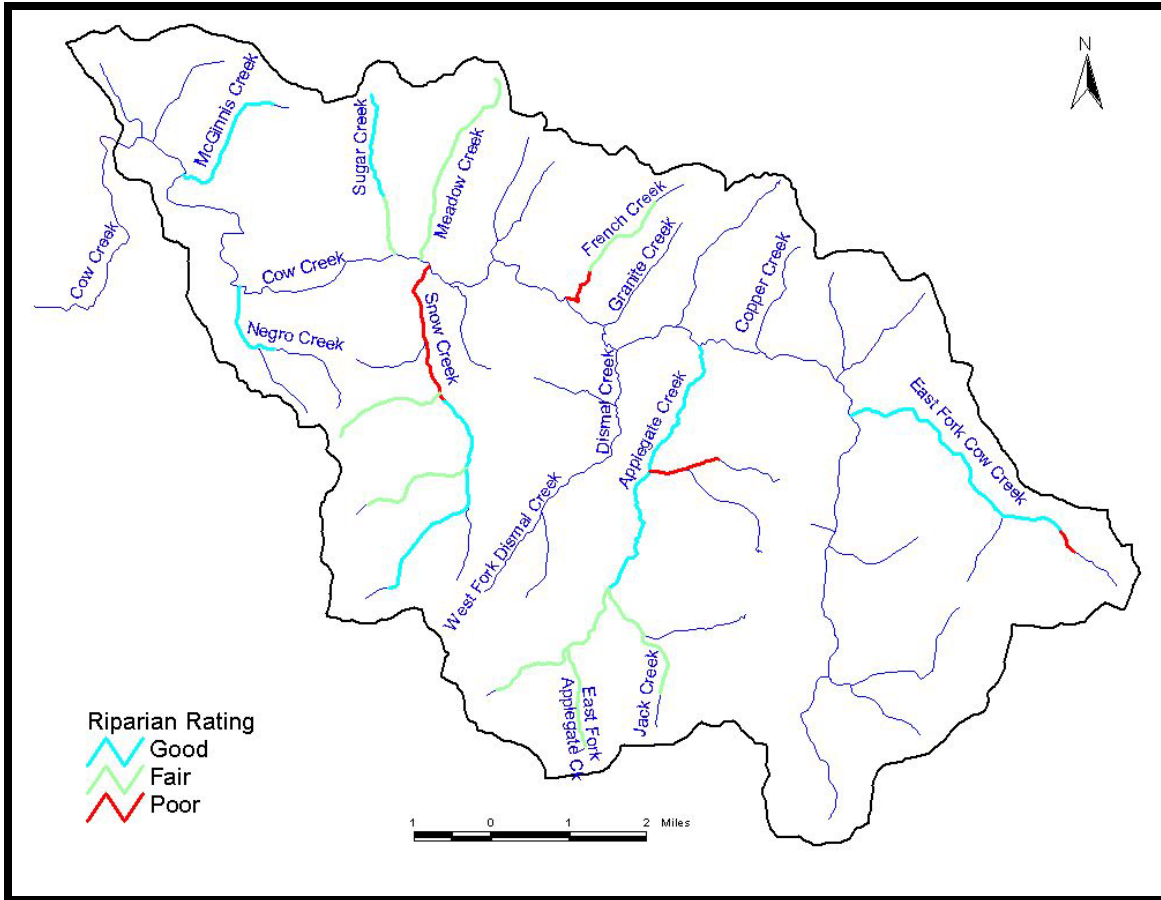 N
McGinnis Creek
Sugar Creek
Meadow Creek
French Creek
Granite Creek
Copper Creek
Cow Creek
Cow Creek
Negro Creek
Snow Creek
Dismal Creek
Applegate Creek
East Fork Cow Creek
West Fork Dismal Creek
East Fork
Applegate Ck
Jack Creek
Riparian Rating
Good
Fair
Poor
1 0 1 2 Miles